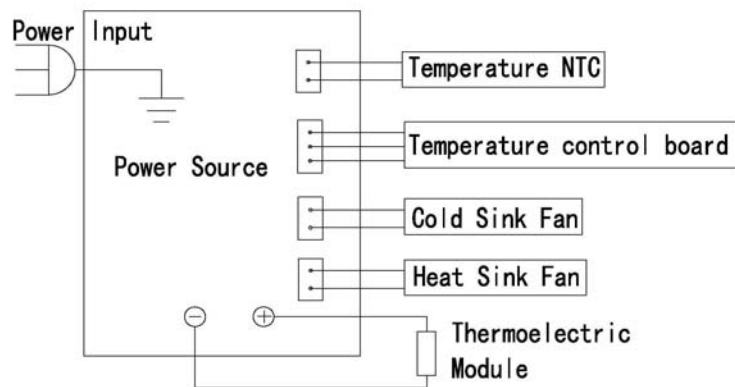 Power Input
Temperature NTC
Temperature control board
Power Source
Cold Sink Fan
Heat Sink Fan
Thermoelectric
Module